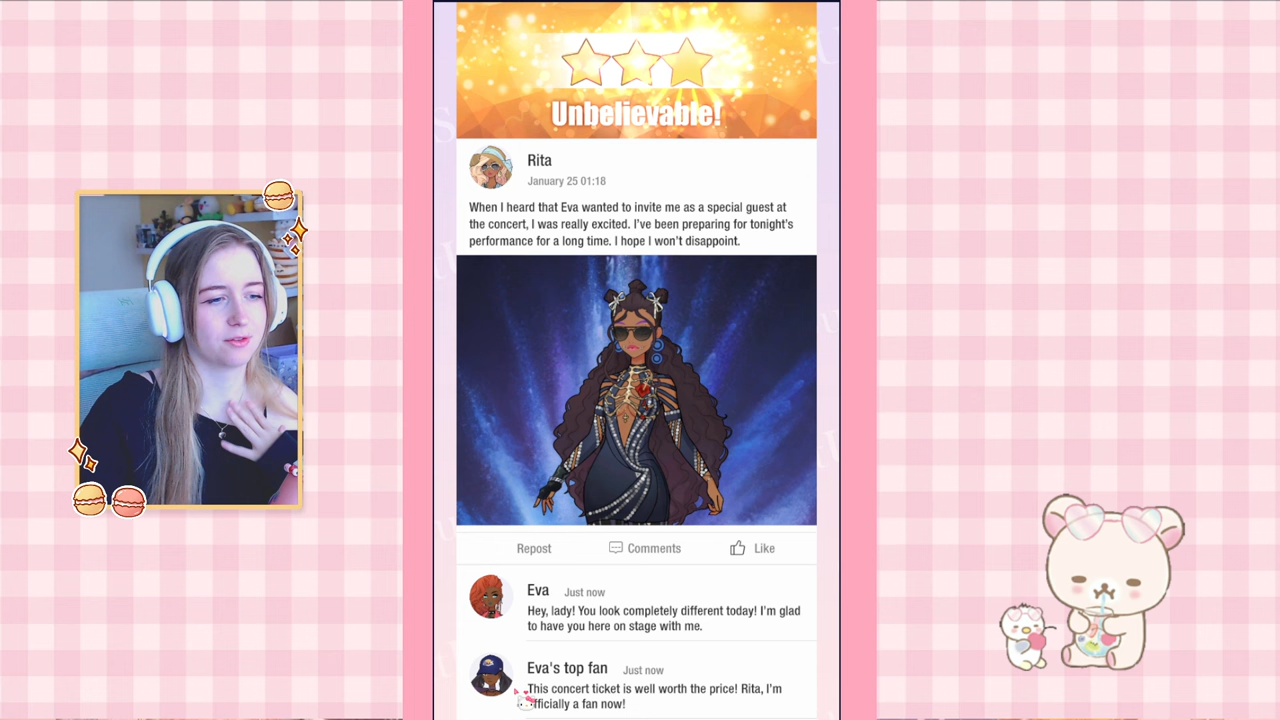 Unbelievable!
Rita
January 25 01:18
When I heard that Eva wanted to invite me as a special guest at
the concert, I was really excited. I've been preparing for tonight's
performance for a long time. I hope I won't disappoint.
Repost
Comments
Like
Eva Just now
Hey, lady! You look completely different today! I'm glad
to have you here on stage with me.
Eva's top fan Just now
This concert ticket is well worth the price! Rita, I'm
officially a fan now!